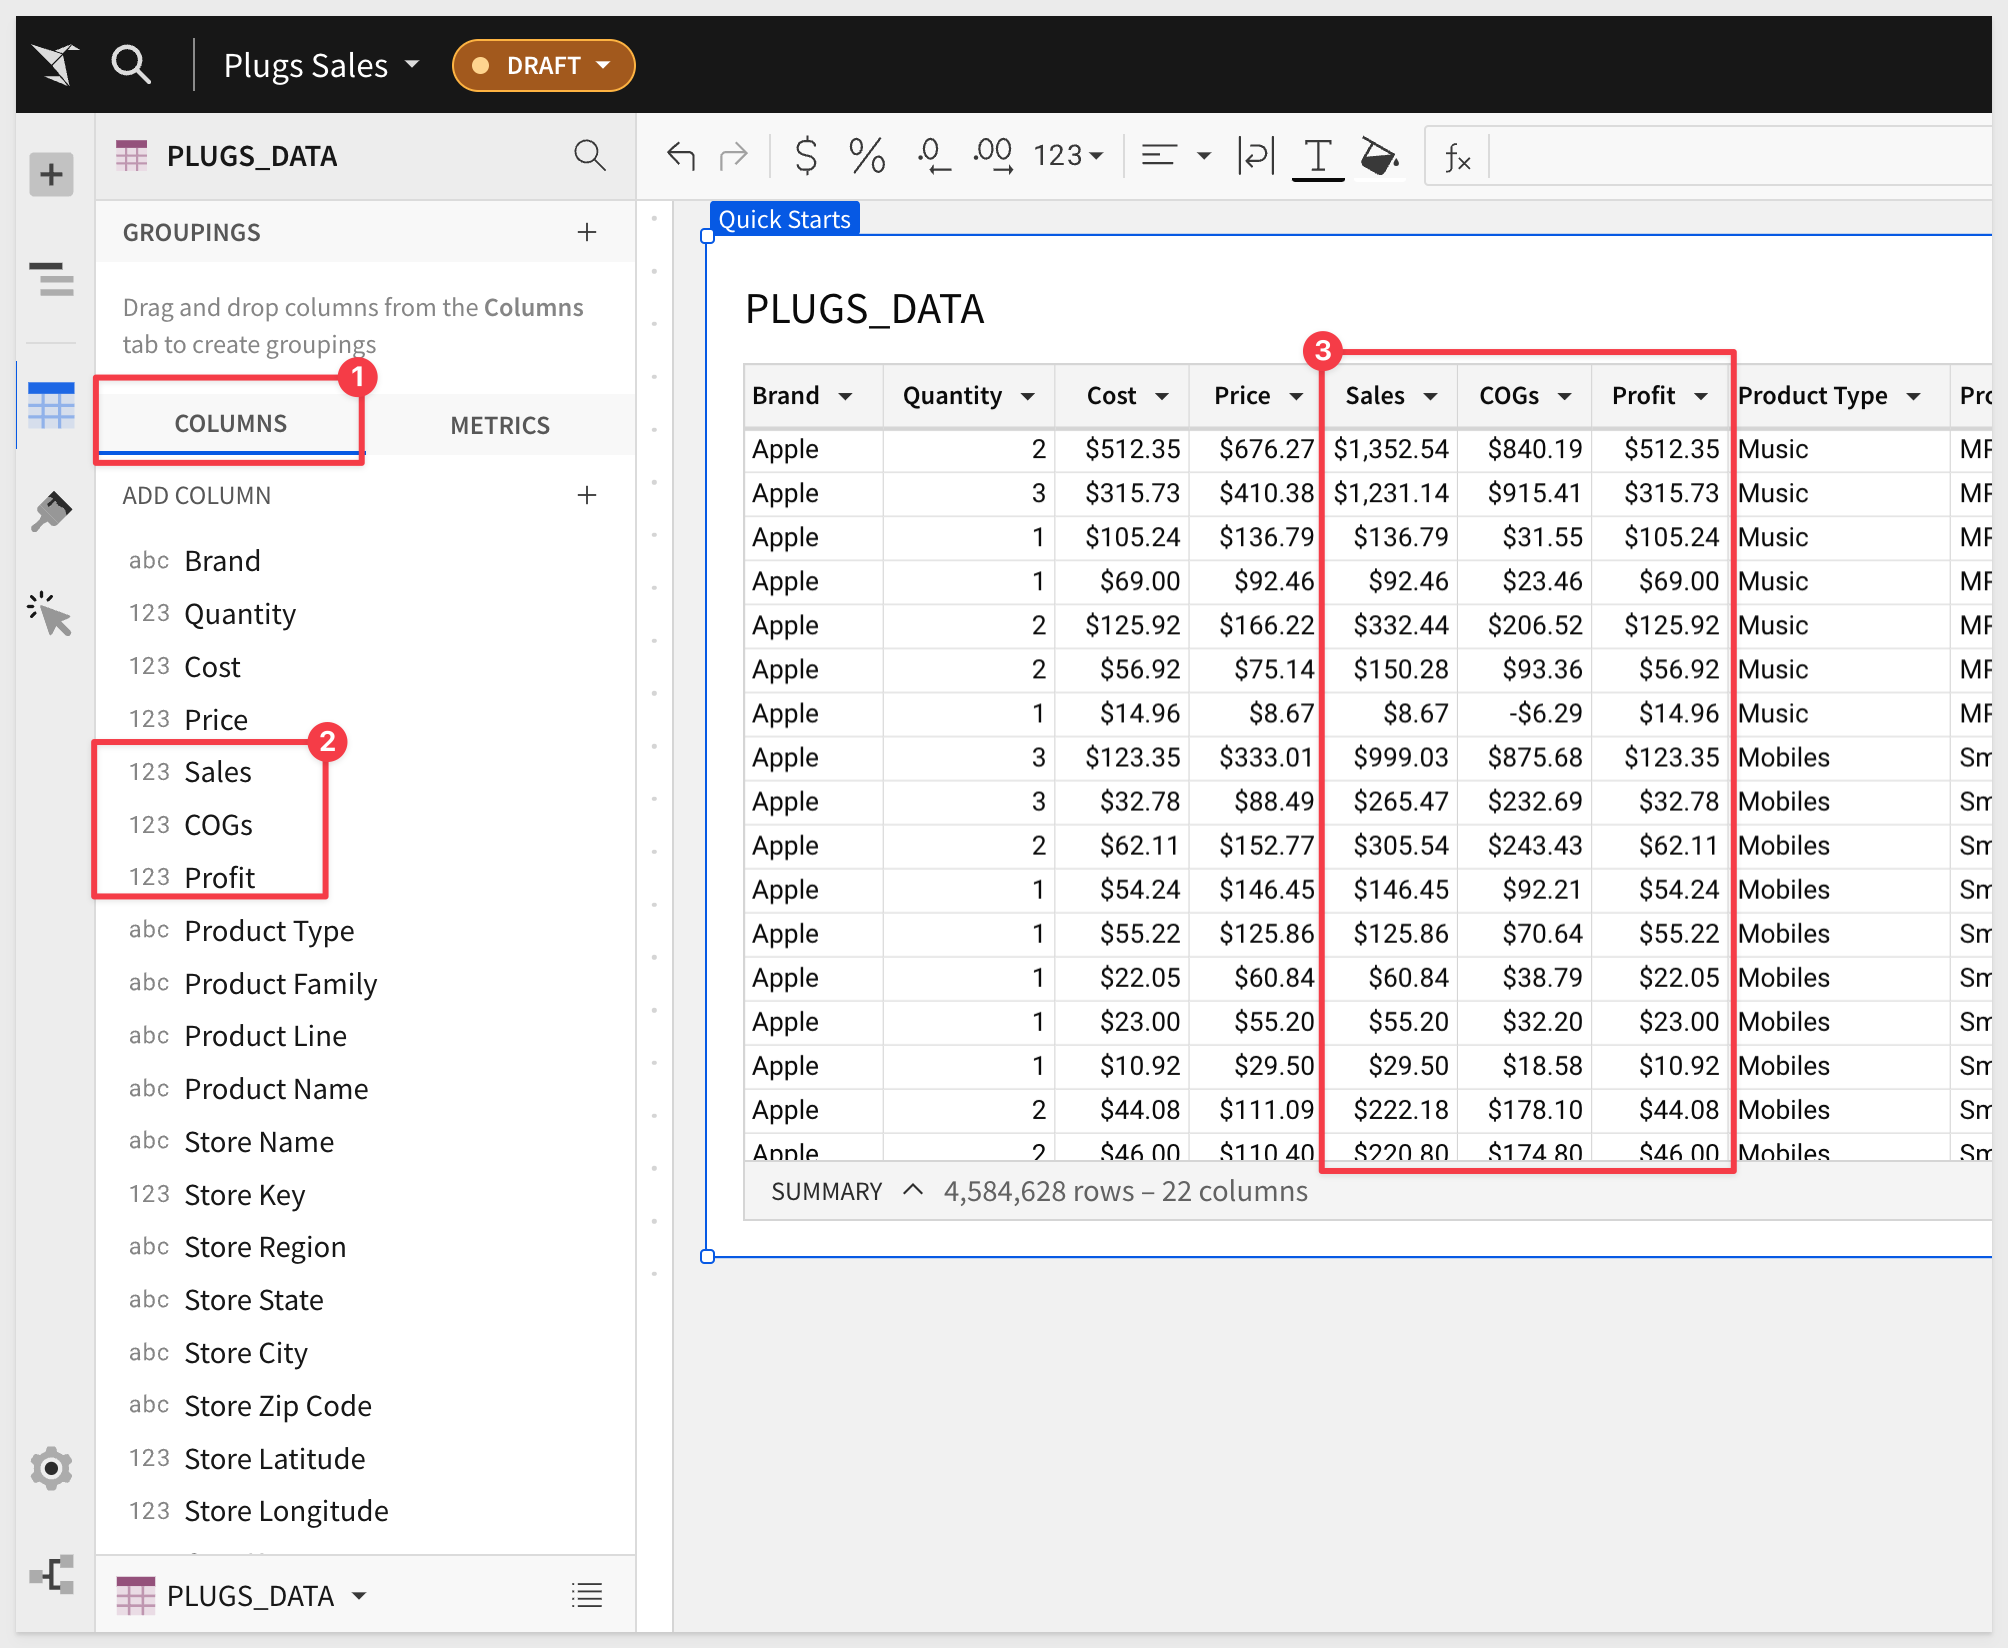 Plugs Sales DRAFT
PLUGS_DATA
GROUPINGS
Drag and drop columns from the Columns
tab to create groupings
1
COLUMNS METRICS
ADD COLUMN
abc Brand
123 Quantity
123 Cost
123 Price
2
123 Sales
123 COGs
123 Profit
abc Product Type
abc Product Family
abc Product Line
abc Product Name
abc Store Name
123 Store Key
abc Store Region
abc Store State
abc Store City
abc Store Zip Code
123 Store Latitude
123 Store Longitude
PLUGS_DATA
$ % .0 .00 123 T fx
Quick Starts
PLUGS_DATA
3
Brand Quantity Cost Price Sales COGs Profit Product Type Pro
Apple 2 $512.35 $676.27 $1,352.54 $840.19 $512.35 Music MP
Apple 3 $315.73 $410.38 $1,231.14 $915.41 $315.73 Music MP
Apple 1 $105.24 $136.79 $136.79 $31.55 $105.24 Music MP
Apple 1 $69.00 $92.46 $92.46 $23.46 $69.00 Music MP
Apple 2 $125.92 $166.22 $332.44 $206.52 $125.92 Music MP
Apple 2 $56.92 $75.14 $150.28 $93.36 $56.92 Music MP
Apple 1 $14.96 $8.67 $8.67 -$6.29 $14.96 Music MP
Apple 3 $123.35 $333.01 $999.03 $875.68 $123.35 Mobiles Sm
Apple 3 $32.78 $88.49 $265.47 $232.69 $32.78 Mobiles Sm
Apple 2 $62.11 $152.77 $305.54 $243.43 $62.11 Mobiles Sm
Apple 1 $54.24 $146.45 $146.45 $92.21 $54.24 Mobiles Sm
Apple 1 $55.22 $125.86 $125.86 $70.64 $55.22 Mobiles Sm
Apple 1 $22.05 $60.84 $60.84 $38.79 $22.05 Mobiles Sm
Apple 1 $23.00 $55.20 $55.20 $32.20 $23.00 Mobiles Sm
Apple 1 $10.92 $29.50 $29.50 $18.58 $10.92 Mobiles Sm
Apple 2 $44.08 $111.09 $222.18 $178.10 $44.08 Mobiles Sm
Apple 2 $46.00 $110.40 $220.80 $174.80 $46.00 Mobiles Sm
SUMMARY 4,584,628 rows – 22 columns